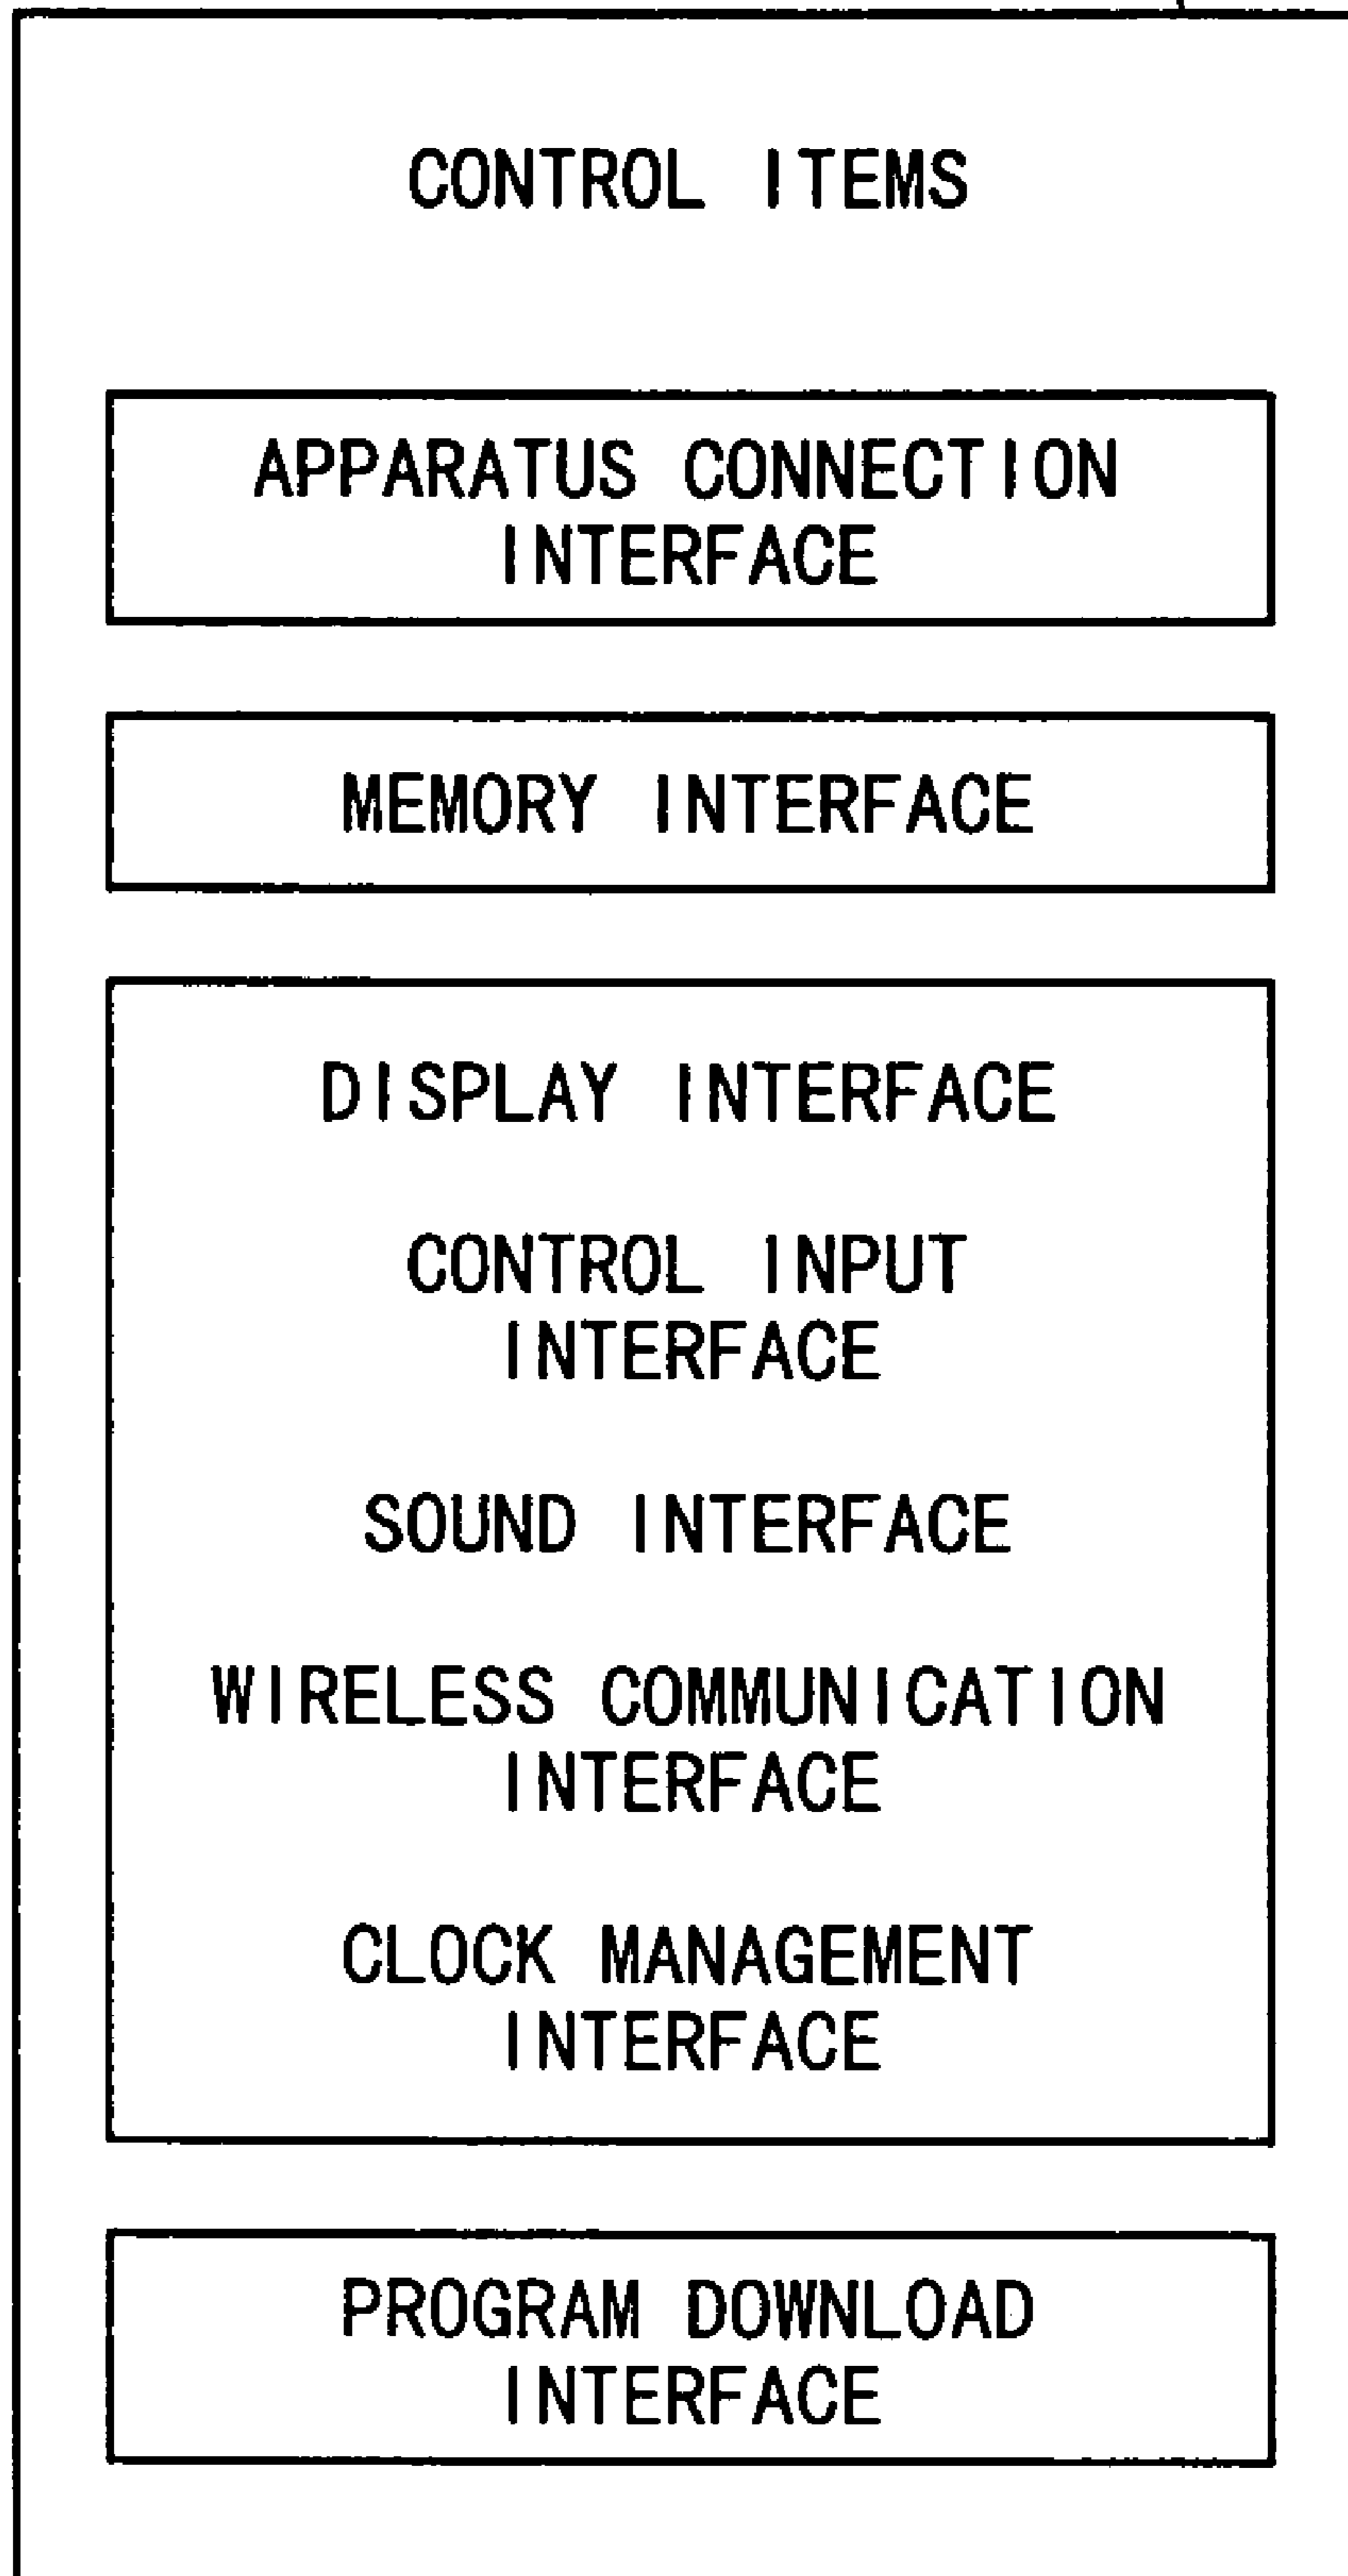 CONTROL ITEMS
APPARATUS CONNECTION
INTERFACE
MEMORY INTERFACE
DISPLAY INTERFACE
CONTROL INPUT
INTERFACE
SOUND INTERFACE
WIRELESS COMMUNICATION
INTERFACE
CLOCK MANAGEMENT
INTERFACE
PROGRAM DOWNLOAD
INTERFACE